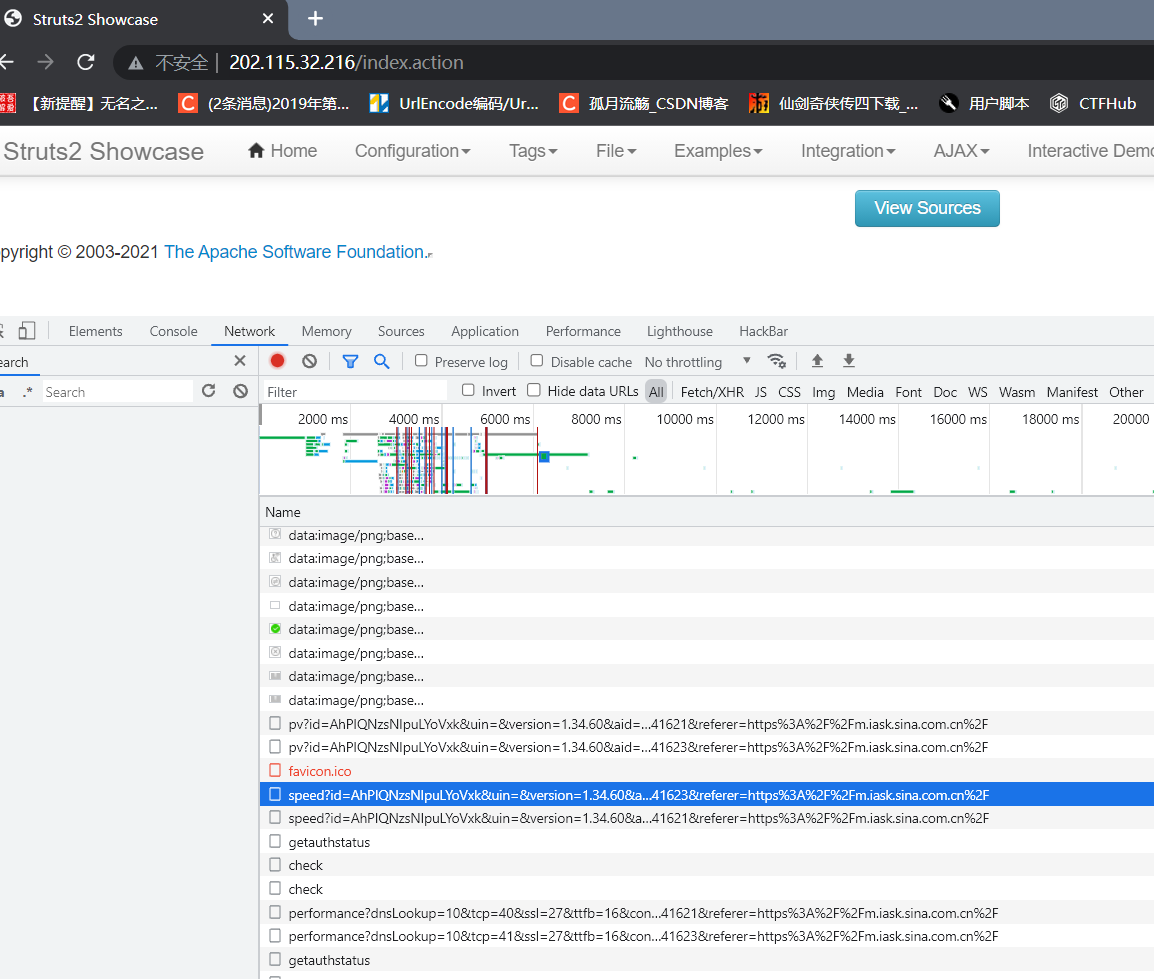 Struts2 Showcase
不安全 202.115.32.216/index.action
【新提醒】无名之... (2条消息)2019年第... UrlEncode编码/Ur... 孤月流觞_CSDN博客 仙剑奇侠传四下载_... 用户脚本 CTFHub
Struts2 Showcase Home Configuration Tags File Examples Integration AJAX Interactive Demo
View Sources
pyright © 2003-2021 The Apache Software Foundation.
Elements Console Network Memory Sources Application Performance Lighthouse HackBar
earch Preserve log Disable cache No throttling
a .* Search Filter Invert Hide data URLs All Fetch/XHR JS CSS Img Media Font Doc WS Wasm Manifest Other
2000 ms 4000 ms 6000 ms 8000 ms 10000 ms 12000 ms 14000 ms 16000 ms 18000 ms 20000
Name
data:image/png;base...
data:image/png;base...
data:image/png;base...
data:image/png;base...
data:image/png;base...
data:image/png;base...
data:image/png;base...
data:image/png;base...
pv?id=AhPlQNzsNIpuLYoVxk&uin=&version=1.34.60&aid=...41621&referer=https%3A%2F%2Fm.iask.sina.com.cn%2F
pv?id=AhPlQNzsNIpuLYoVxk&uin=&version=1.34.60&aid=...41623&referer=https%3A%2F%2Fm.iask.sina.com.cn%2F
favicon.ico
speed?id=AhPlQNzsNIpuLYoVxk&uin=&version=1.34.60&a...41623&referer=https%3A%2F%2Fm.iask.sina.com.cn%2F
speed?id=AhPlQNzsNIpuLYoVxk&uin=&version=1.34.60&a...41621&referer=https%3A%2F%2Fm.iask.sina.com.cn%2F
getauthstatus
check
check
performance?dnsLookup=10&tcp=40&ssl=27&ttfb=16&con...41621&referer=https%3A%2F%2Fm.iask.sina.com.cn%2F
performance?dnsLookup=10&tcp=41&ssl=27&ttfb=16&con...41623&referer=https%3A%2F%2Fm.iask.sina.com.cn%2F
getauthstatus